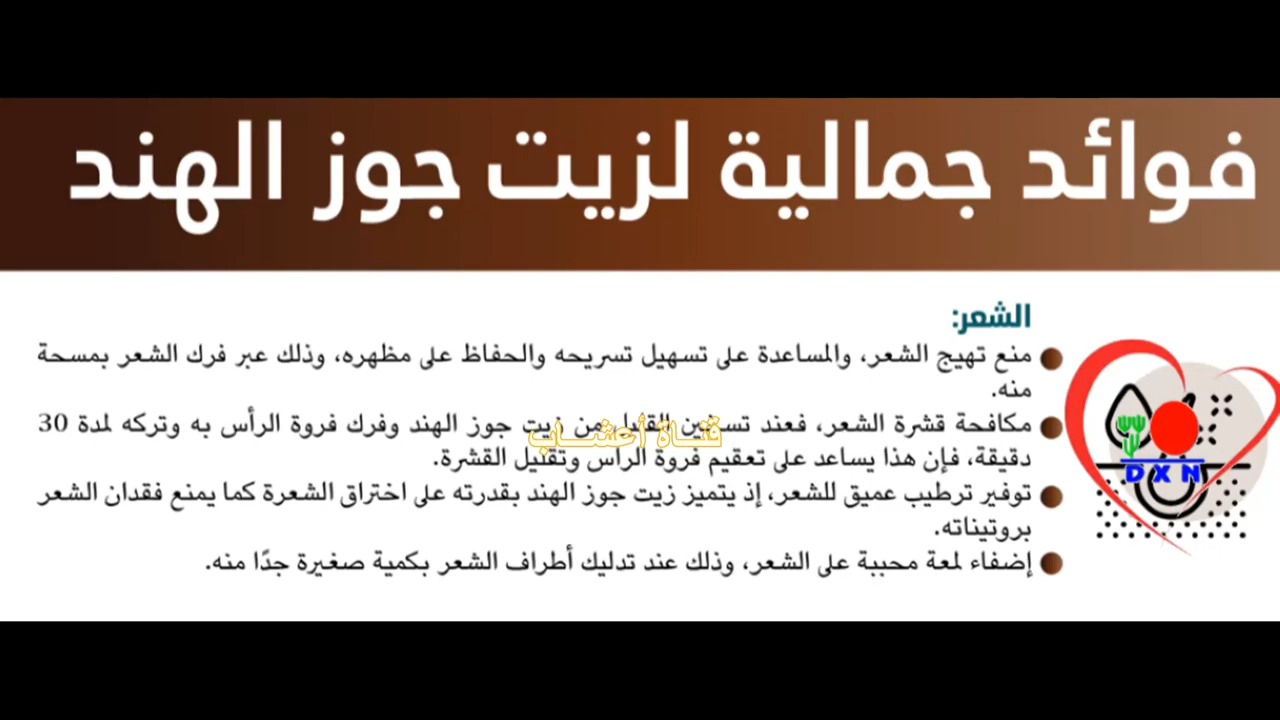 فوائد جمالية لزيت جوز الهند
الشعر:
منع تهيج الشعر، والمساعدة على تسهيل تسريحه والحفاظ على مظهره، وذلك عبر فرك الشعر بمسحة
منه.
مكافحة قشرة الشعر، فعند تسخين القليل من زيت جوز الهند وفرك فروة الرأس به وتركه لمدة 30
دقيقة، فإن هذا يساعد على تعقيم فروة الرأس وتقليل القشرة.
قناة أعشاب
توفير ترطيب عميق للشعر، إذ يتميز زيت جوز الهند بقدرته على اختراق الشعرة كما يمنع فقدان الشعر
بروتيناته.
إضفاء لمعة محببة على الشعر، وذلك عند تدليك أطراف الشعر بكمية صغيرة جدًا منه.
DXN